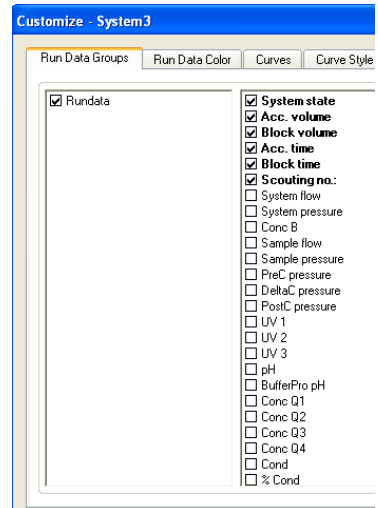 Customize - System3
Run Data Groups Run Data Color Curves Curve Style
Rundata
System state
Acc. volume
Block volume
Acc. time
Block time
Scouting no.:
System flow
System pressure
Conc B
Sample flow
Sample pressure
PreC pressure
DeltaC pressure
PostC pressure
UV 1
UV 2
UV 3
pH
BufferPro pH
Conc Q1
Conc Q2
Conc Q3
Conc Q4
Cond
% Cond